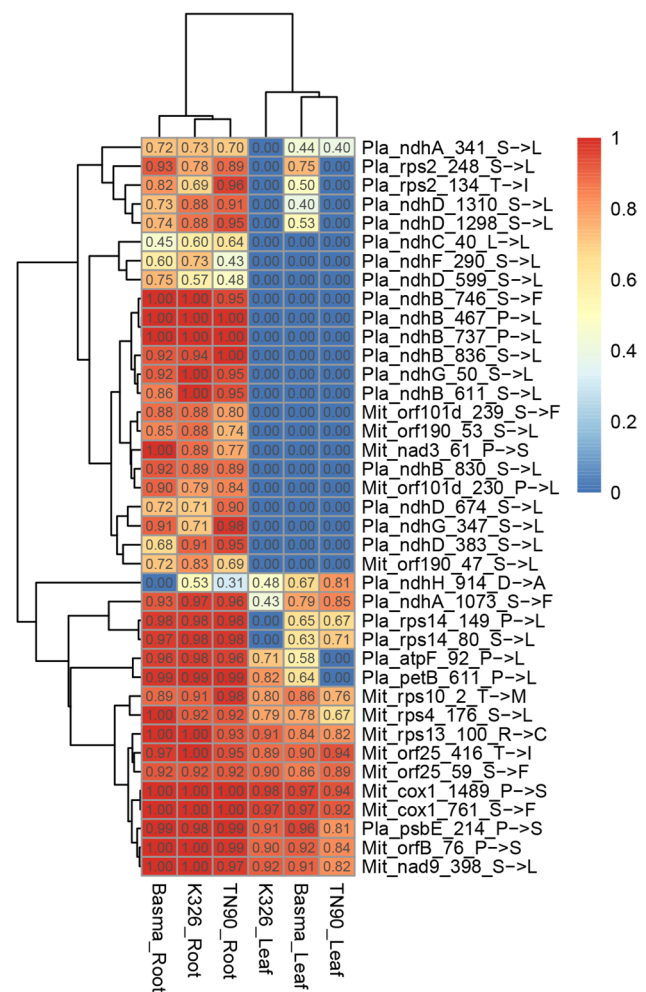 0.72 0.73 0.70 0.00 0.44 0.40 Pla_ndhA_341_S->L
0.93 0.78 0.89 0.00 0.75 0.00 Pla_rps2_248_S->L
0.82 0.69 0.96 0.00 0.50 0.00 Pla_rps2_134_T->I
0.73 0.88 0.91 0.00 0.40 0.00 Pla_ndhD_1310_S->L
0.74 0.88 0.95 0.00 0.53 0.00 Pla_ndhD_1298_S->L
0.45 0.60 0.64 0.00 0.00 0.00 Pla_ndhC_40_L->L
0.60 0.73 0.43 0.00 0.00 0.00 Pla_ndhF_290_S->L
0.75 0.57 0.48 0.00 0.00 0.00 Pla_ndhD_599_S->L
1.00 1.00 0.95 0.00 0.00 0.00 Pla_ndhB_746_S->F
1.00 1.00 1.00 0.00 0.00 0.00 Pla_ndhB_467_P->L
1.00 1.00 1.00 0.00 0.00 0.00 Pla_ndhB_737_P->L
0.92 0.94 1.00 0.00 0.00 0.00 Pla_ndhB_836_S->L
0.92 1.00 0.95 0.00 0.00 0.00 Pla_ndhG_50_S->L
0.86 1.00 0.95 0.00 0.00 0.00 Pla_ndhB_611_S->L
0.88 0.88 0.80 0.00 0.00 0.00 Mit_orf101d_239_S->F
0.85 0.88 0.74 0.00 0.00 0.00 Mit_orf190_53_S->L
1.00 0.89 0.77 0.00 0.00 0.00 Mit_nad3_61_P->S
0.92 0.89 0.89 0.00 0.00 0.00 Pla_ndhB_830_S->L
0.90 0.79 0.84 0.00 0.00 0.00 Mit_orf101d_230_P->L
0.72 0.71 0.90 0.00 0.00 0.00 Pla_ndhD_674_S->L
0.91 0.71 0.98 0.00 0.00 0.00 Pla_ndhG_347_S->L
0.68 0.91 0.95 0.00 0.00 0.00 Pla_ndhD_383_S->L
0.72 0.83 0.69 0.00 0.00 0.00 Mit_orf190_47_S->L
0.00 0.53 0.31 0.48 0.67 0.81 Pla_ndhH_914_D->A
0.93 0.97 0.96 0.43 0.79 0.85 Pla_ndhA_1073_S->F
0.98 0.98 0.98 0.00 0.65 0.67 Pla_rps14_149_P->L
0.97 0.98 0.98 0.00 0.63 0.71 Pla_rps14_80_S->L
0.96 0.98 0.96 0.71 0.58 0.00 Pla_atpF_92_P->L
0.99 0.99 0.99 0.82 0.64 0.00 Pla_petB_611_P->L
0.89 0.91 0.98 0.80 0.86 0.76 Mit_rps10_2_T->M
1.00 0.92 0.92 0.79 0.78 0.67 Mit_rps4_176_S->L
1.00 1.00 0.93 0.91 0.84 0.82 Mit_rps13_100_R->C
0.97 1.00 0.95 0.89 0.90 0.94 Mit_orf25_416_T->I
0.92 0.92 0.92 0.90 0.86 0.89 Mit_orf25_59_S->F
1.00 1.00 1.00 0.98 0.97 0.94 Mit_cox1_1489_P->S
1.00 1.00 1.00 0.97 0.97 0.92 Mit_cox1_761_S->F
0.99 0.98 0.99 0.91 0.96 0.81 Pla_psbE_214_P->S
1.00 1.00 0.99 0.90 0.92 0.84 Mit_orfB_76_P->S
1.00 1.00 0.97 0.92 0.91 0.82 Mit_nad9_398_S->L
Basma_Root
K326_Root
TN90_Root
K326_Leaf
Basma_Leaf
TN90_Leaf
1
0.8
0.6
0.4
0.2
0